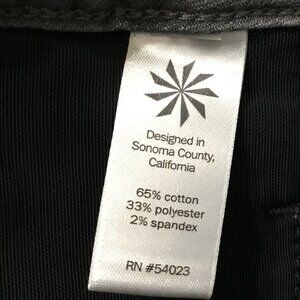 Designed in
Sonoma County,
California
65% cotton
33% polyester
2% spandex
RN #54023